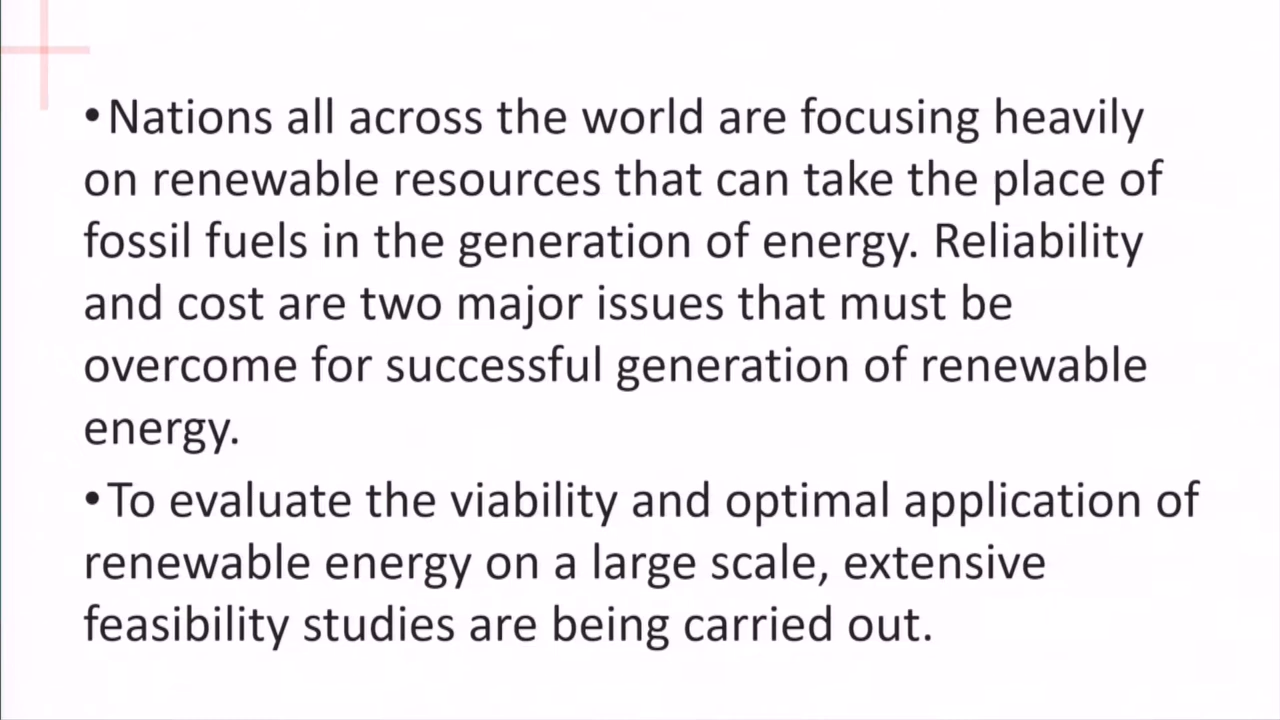 •Nations all across the world are focusing heavily
on renewable resources that can take the place of
fossil fuels in the generation of energy. Reliability
and cost are two major issues that must be
overcome for successful generation of renewable
energy.
•To evaluate the viability and optimal application of
renewable energy on a large scale, extensive
feasibility studies are being carried out.